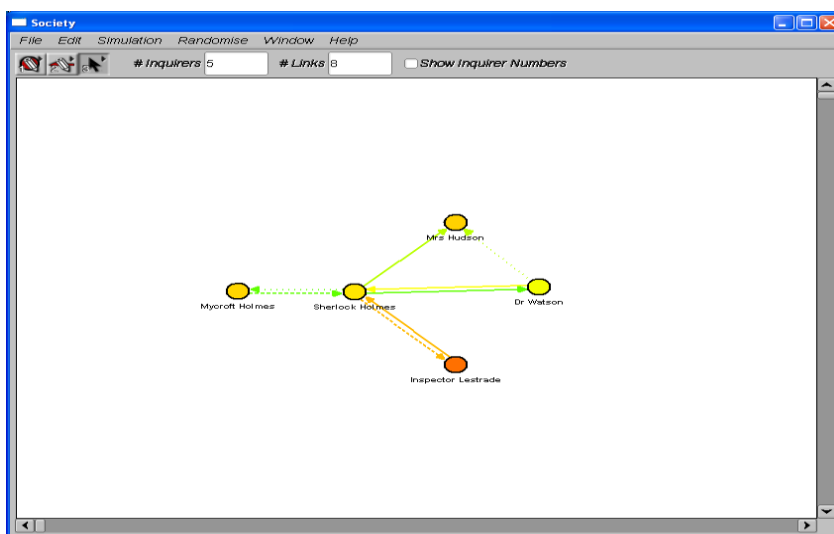 Society
File Edit Simulation Randomise Window Help
# Inquirers 5 # Links 8 Show Inquirer Numbers
Mrs Hudson
Mycroft Holmes Sherlock Holmes Dr Watson
Inspector Lestrade